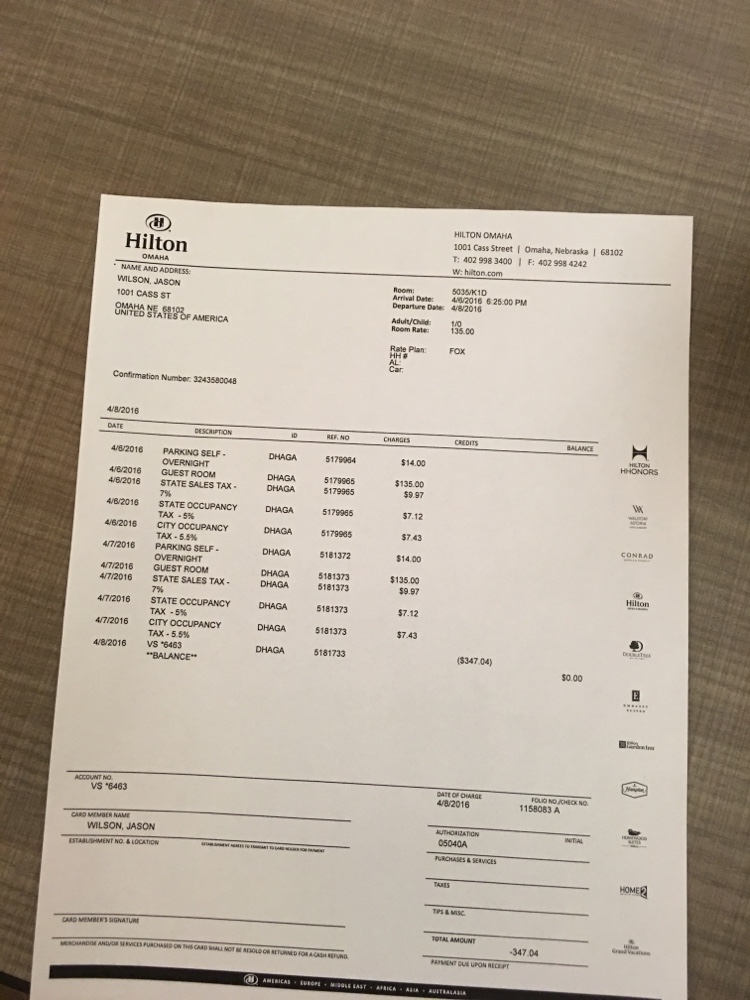 Hilton
OMAHA
HILTON OMAHA
1001 Cass Street | Omaha, Nebraska | 68102
T: 402 998 3400 | F: 402 998 4242
W: hilton.com
NAME AND ADDRESS:
WILSON, JASON
1001 CASS ST
OMAHA NE 68102
UNITED STATES OF AMERICA
Room: 5035/K1D
Arrival Date: 4/6/2016 6:25:00 PM
Departure Date: 4/8/2016
Adult/Child: 1/0
Room Rate: 135.00
Rate Plan: FOX
HH #
AL:
Car:
Confirmation Number: 3243580048
4/8/2016
DATE DESCRIPTION ID REF. NO CHARGES CREDITS BALANCE
4/6/2016 PARKING SELF - DHAGA 5179964 $14.00
OVERNIGHT
4/6/2016 GUEST ROOM DHAGA 5179965 $135.00
4/6/2016 STATE SALES TAX - DHAGA 5179965 $9.97
7%
4/6/2016 STATE OCCUPANCY DHAGA 5179965 $7.12
TAX - 5%
4/6/2016 CITY OCCUPANCY DHAGA 5179965 $7.43
TAX - 5.5%
4/7/2016 PARKING SELF - DHAGA 5181372 $14.00
OVERNIGHT
4/7/2016 GUEST ROOM DHAGA 5181373 $135.00
4/7/2016 STATE SALES TAX - DHAGA 5181373 $9.97
7%
4/7/2016 STATE OCCUPANCY DHAGA 5181373 $7.12
TAX - 5%
4/7/2016 CITY OCCUPANCY DHAGA 5181373 $7.43
TAX - 5.5%
4/8/2016 VS *6463 DHAGA 5181733 ($347.04)
**BALANCE** $0.00
HILTON
HHONORS
CONRAD
Hilton
DOUBLETREE
Hilton
Garden Inn
Hampton
HOMEWOOD
SUITES
HOME2
Hilton
Grand Vacations
ACCOUNT NO.
VS *6463
CARD MEMBER NAME
WILSON, JASON
ESTABLISHMENT NO. & LOCATION ESTABLISHMENT AGREES TO TRANSMIT TO CARD HOLDER FOR PAYMENT
CARD MEMBER'S SIGNATURE
MERCHANDISE AND/OR SERVICES PURCHASED ON THIS CARD SHALL NOT BE RESOLD OR RETURNED FOR A CASH REFUND.
DATE OF CHARGE FOLIO NO./CHECK NO.
4/8/2016 1158083 A
AUTHORIZATION INITIAL
05040A
PURCHASES & SERVICES
TAXES
TIPS & MISC.
TOTAL AMOUNT
-347.04
PAYMENT DUE UPON RECEIPT
AMERICAS · EUROPE · MIDDLE EAST · AFRICA · ASIA · AUSTRALASIA